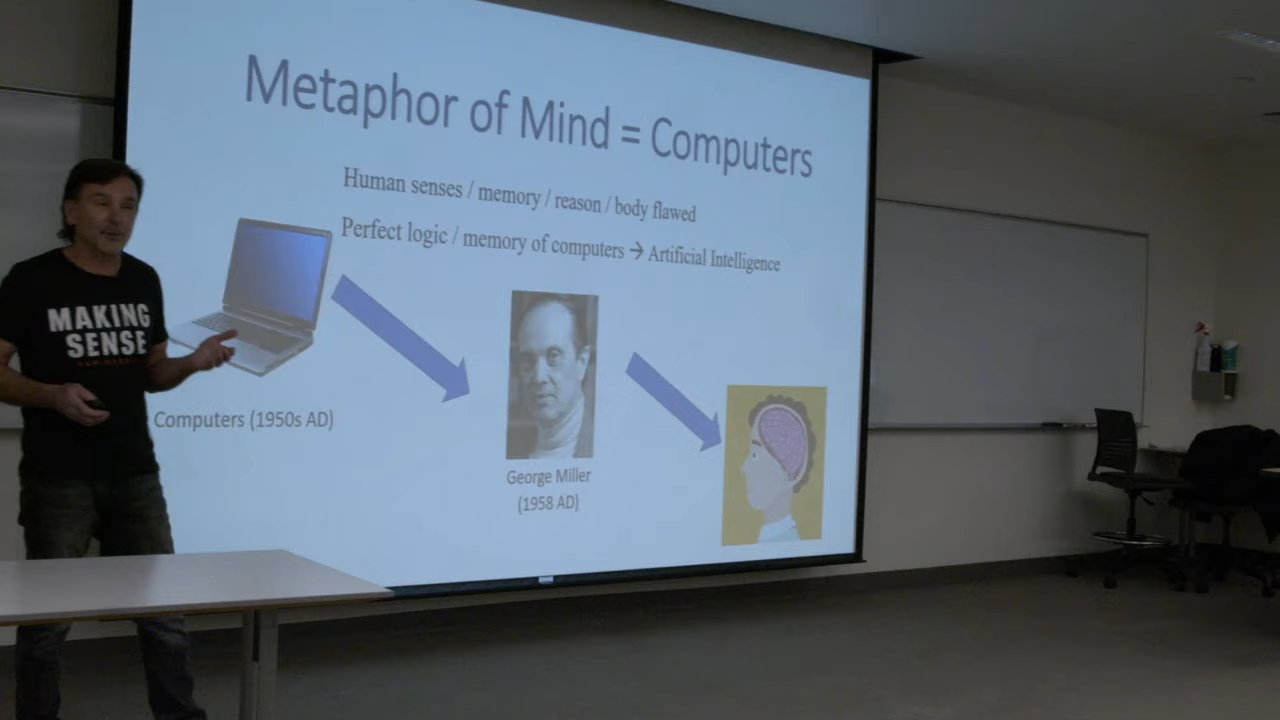 Metaphor of Mind = Computers
Human senses / memory / reason / body flawed
Perfect logic / memory of computers → Artificial Intelligence
MAKING
SENSE
Computers (1950s AD)
George Miller
(1958 AD)